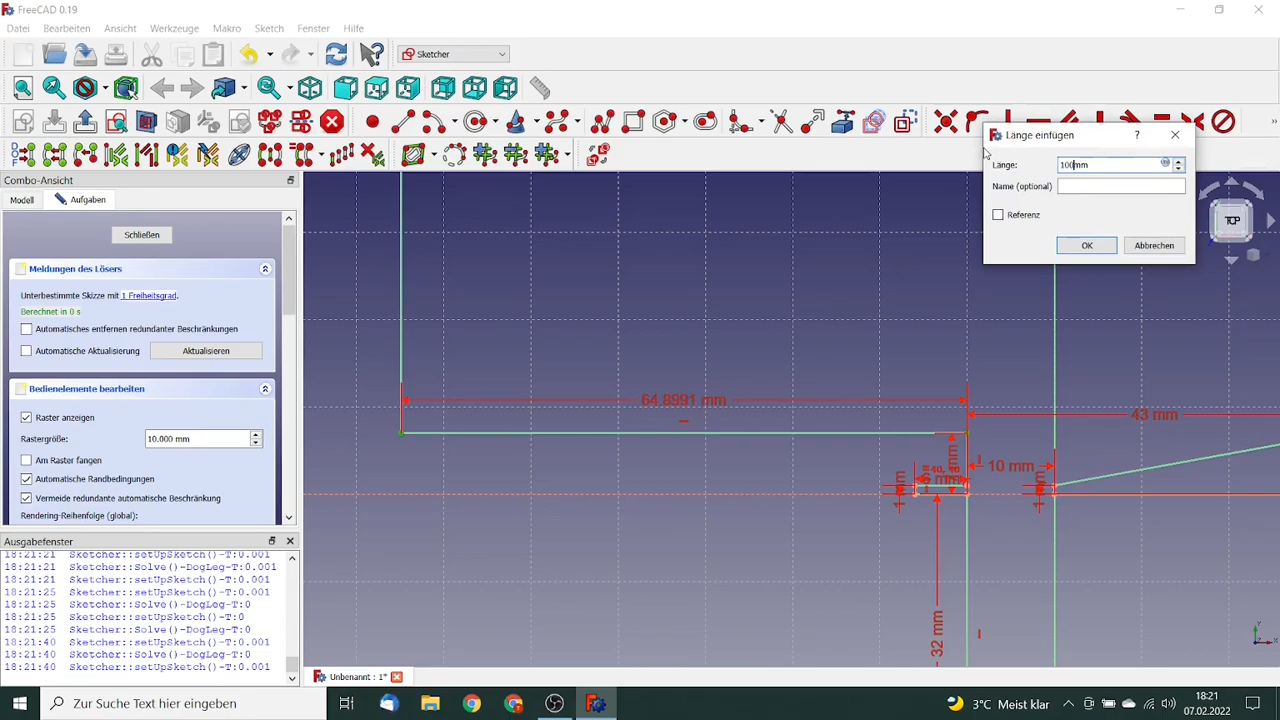 FreeCAD 0.19
Datei Bearbeiten Ansicht Werkzeuge Makro Sketch Fenster Hilfe
Sketcher
Combo-Ansicht
Modell Aufgaben
Schließen
Meldungen des Lösers
Unterbestimmte Skizze mit 1 Freiheitsgrad.
Berechnet in 0 s
Automatisches entfernen redundanter Beschränkungen
Automatische Aktualisierung Aktualisieren
Bedienelemente bearbeiten
Raster anzeigen
Rastergröße: 10.000 mm
Am Raster fangen
Automatische Randbedingungen
Vermeide redundante automatische Beschränkung
Rendering-Reihenfolge (global):
Ausgabefenster
18:21:21 Sketcher::setUpSketch()-T:0.001
18:21:21 Sketcher::Solve()-DogLeg-T:0.001
18:21:21 Sketcher::setUpSketch()-T:0.001
18:21:25 Sketcher::Solve()-DogLeg-T:0
18:21:25 Sketcher::setUpSketch()-T:0
18:21:25 Sketcher::Solve()-DogLeg-T:0
18:21:40 Sketcher::setUpSketch()-T:0.001
18:21:40 Sketcher::Solve()-DogLeg-T:0
18:21:40 Sketcher::setUpSketch()-T:0.001
Länge einfügen
Länge: 100mm
Name (optional)
Referenz
OK Abbrechen
TOP
64.8991 mm
43 mm
10 mm
1 mm
1 mm
32 mm
Unbenannt : 1*
Zur Suche Text hier eingeben
3°C Meist klar
18:21
07.02.2022